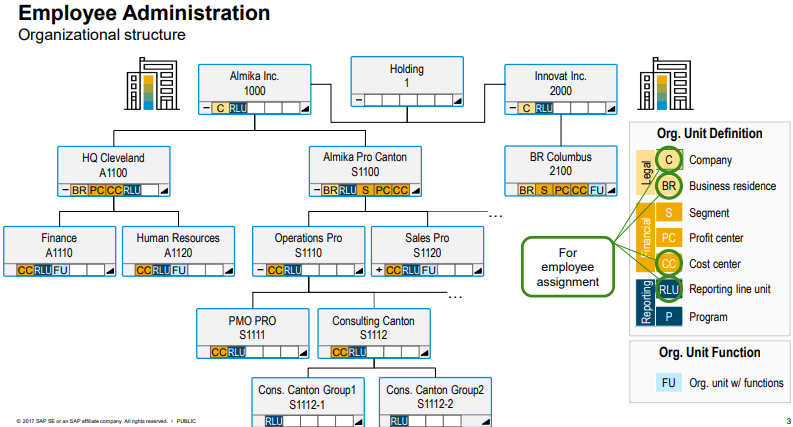 Employee Administration
Organizational structure
Almika Inc.
1000
C RLU
Holding
1
Innovat Inc.
2000
C RLU
HQ Cleveland
A1100
BR PC CC RLU
Almika Pro Canton
S1100
BR RLU S PC CC
BR Columbus
2100
BR S PC CC FU
...
Finance
A1110
CC RLU FU
Human Resources
A1120
CC RLU FU
Operations Pro
S1110
CC RLU
Sales Pro
S1120
+ CC RLU FU
...
PMO PRO
S1111
CC RLU
Consulting Canton
S1112
CC RLU
Cons. Canton Group1
S1112-1
RLU
Cons. Canton Group2
S1112-2
RLU
For
employee
assignment
Org. Unit Definition
Legal
C Company
BR Business residence
Financial
S Segment
PC Profit center
CC Cost center
Reporting
RLU Reporting line unit
P Program
Org. Unit Function
FU Org. unit w/ functions
© 2017 SAP SE or an SAP affiliate company. All rights reserved. | PUBLIC
3